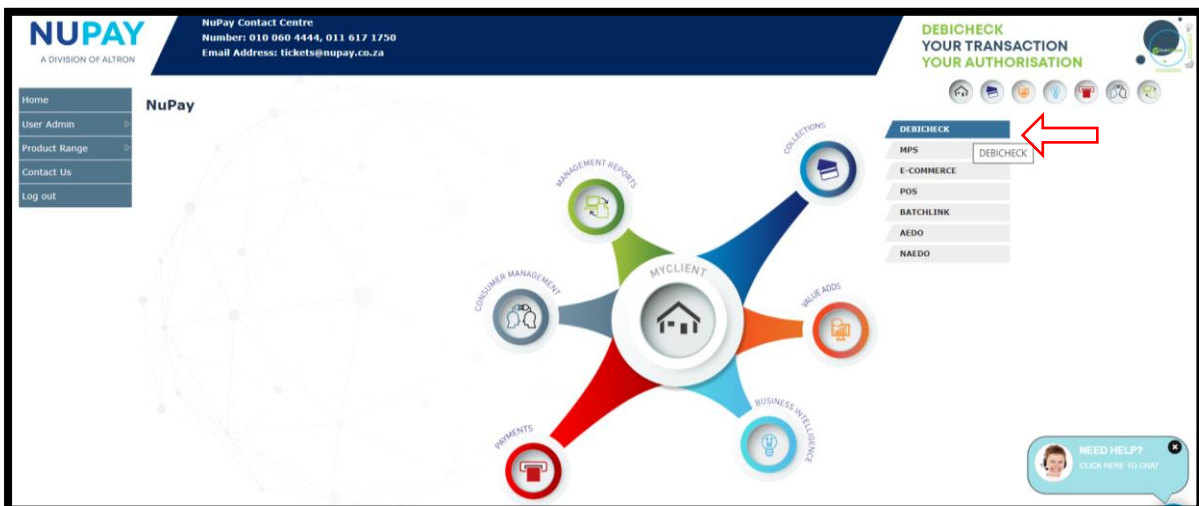 NUPAY
A DIVISION OF ALTRON
NuPay Contact Centre
Number: 010 060 4444, 011 617 1750
Email Address: tickets@nupay.co.za
DEBICHECK
YOUR TRANSACTION
YOUR AUTHORISATION
Home
User Admin
Product Range
Contact Us
Log out
NuPay
COLLECTIONS
MANAGEMENT REPORTS
CONSUMER MANAGEMENT
MYCLIENT
VALUE ADDS
BUSINESS INTELLIGENCE
PAYMENTS
DEBICHECK
MPS
DEBICHECK
E-COMMERCE
POS
BATCHLINK
AEDO
NAEDO
NEED HELP?
CLICK HERE TO CHAT